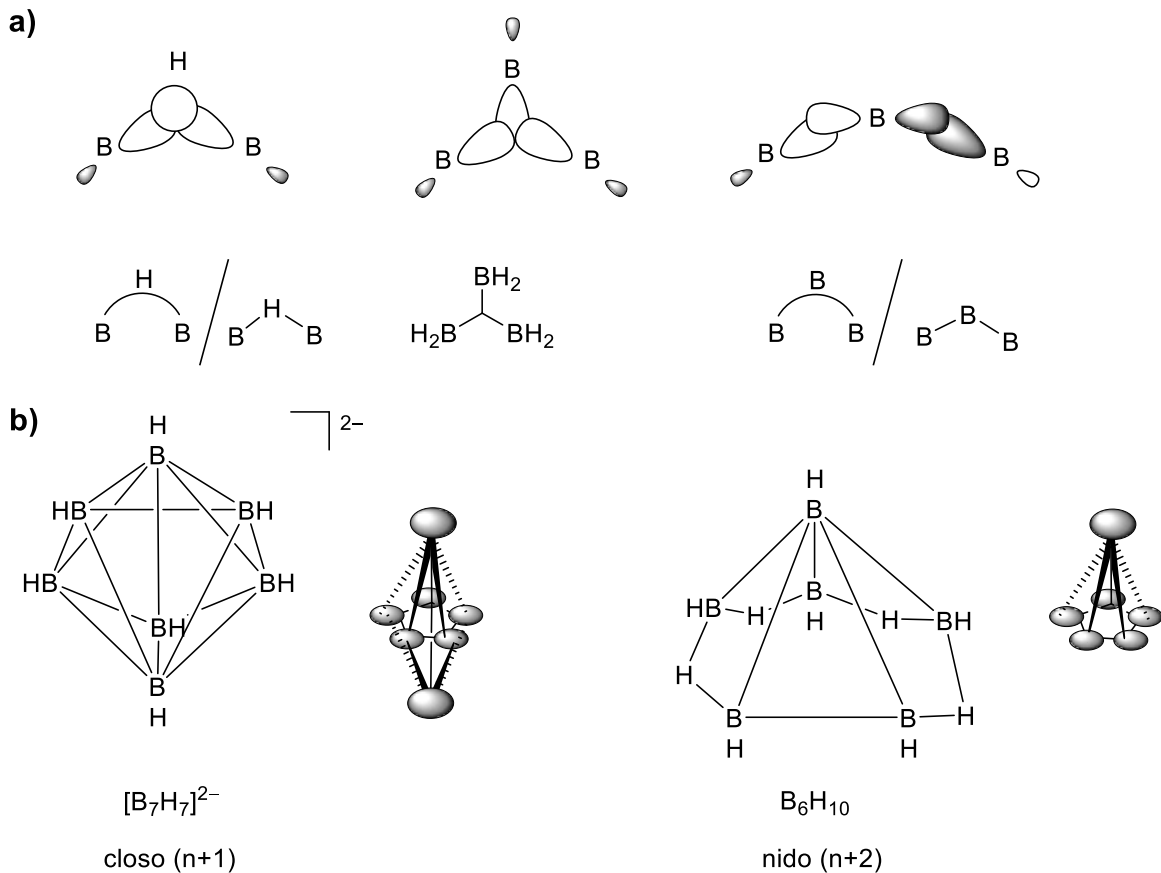 a)
H
B B
B
B B
B B B
H
B B
H
B B
BH₂
H₂B BH₂
B
B B
B
B B
b)
H
B
2–
HB BH
HB BH
BH
B
H
H
B
HB H B H BH
H
H
B B H
H H
[B₇H₇]²⁻
B₆H₁₀
closo (n+1)
nido (n+2)